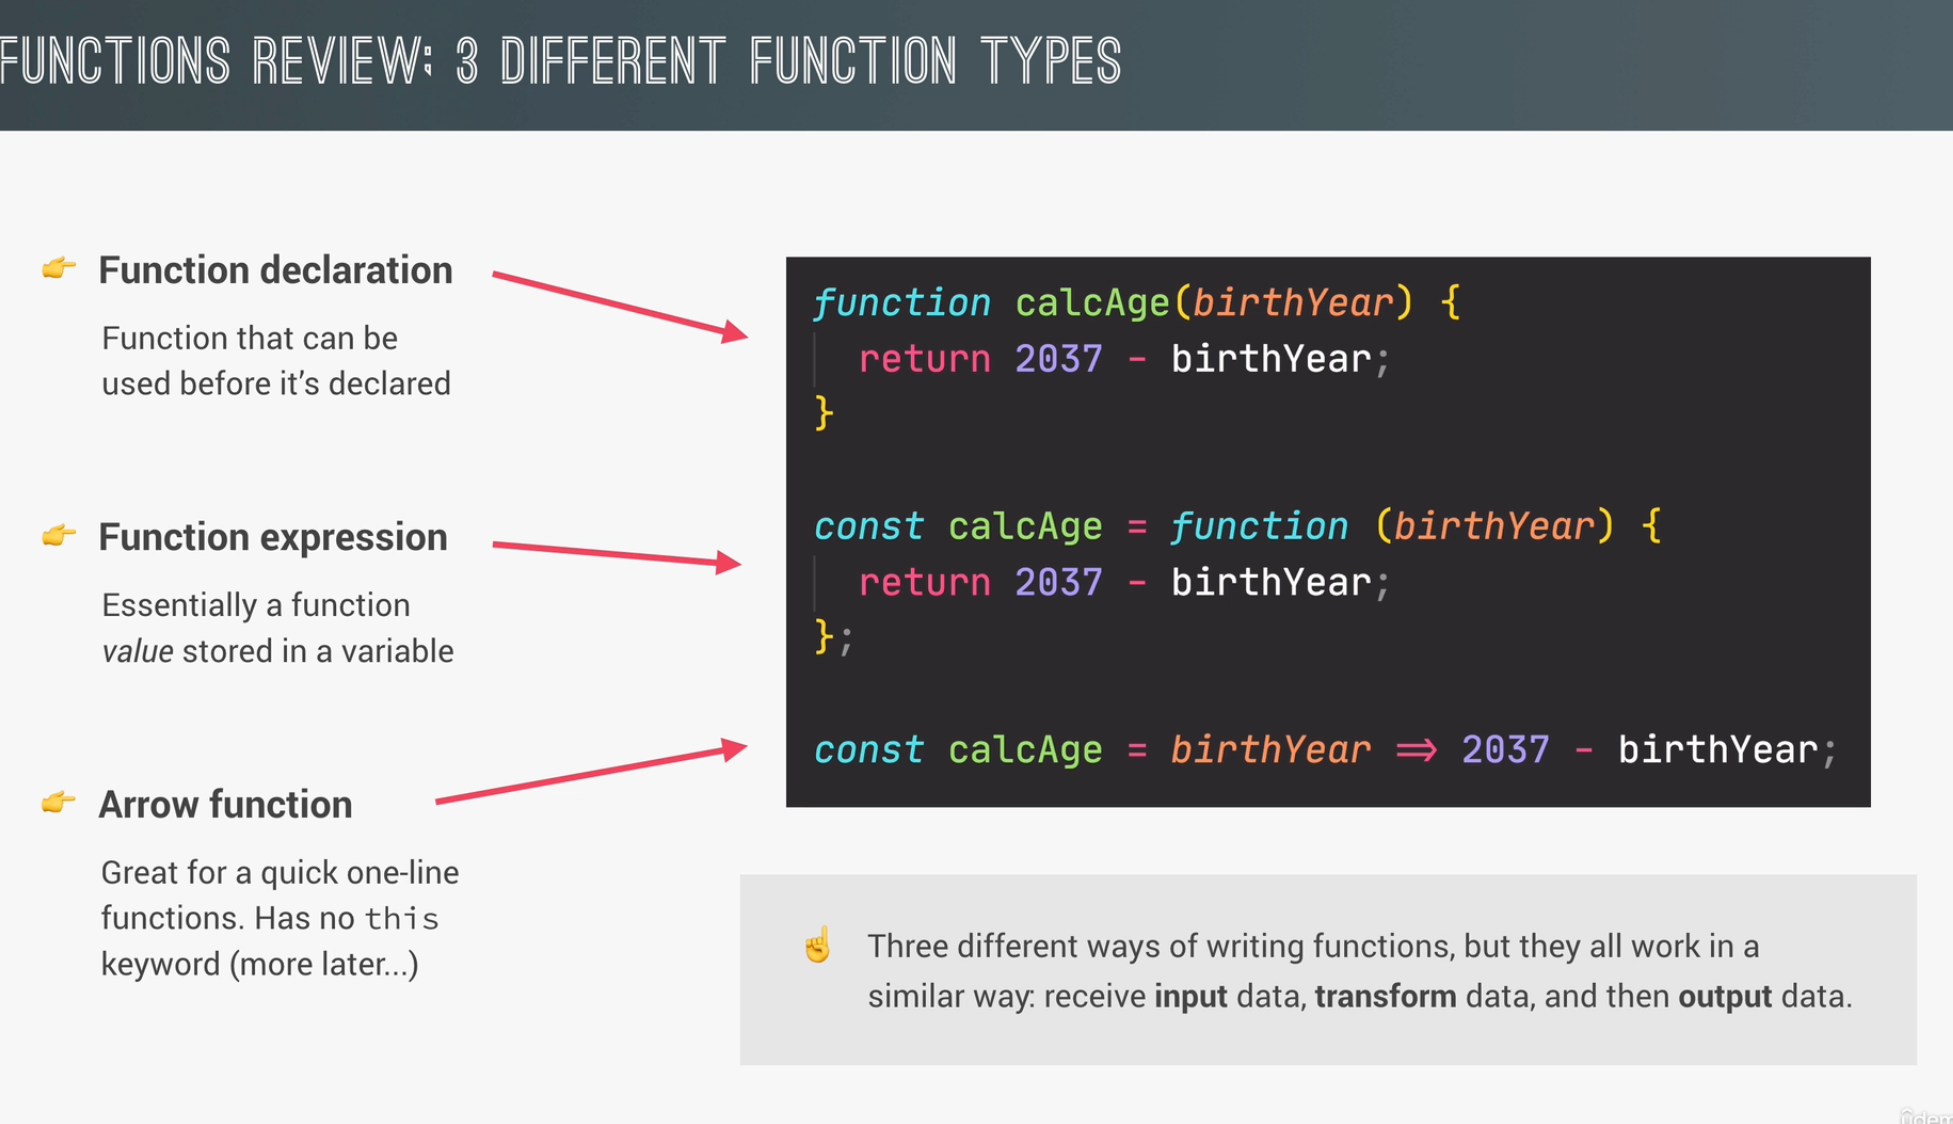 FUNCTIONS REVIEW; 3 DIFFERENT FUNCTION TYPES
👉 Function declaration
Function that can be
used before it’s declared
👉 Function expression
Essentially a function
value stored in a variable
👉 Arrow function
Great for a quick one-line
functions. Has no this
keyword (more later...)
function calcAge(birthYear) {
  return 2037 - birthYear;
}
const calcAge = function (birthYear) {
  return 2037 - birthYear;
};
const calcAge = birthYear => 2037 - birthYear;
☝️ Three different ways of writing functions, but they all work in a
similar way: receive input data, transform data, and then output data.